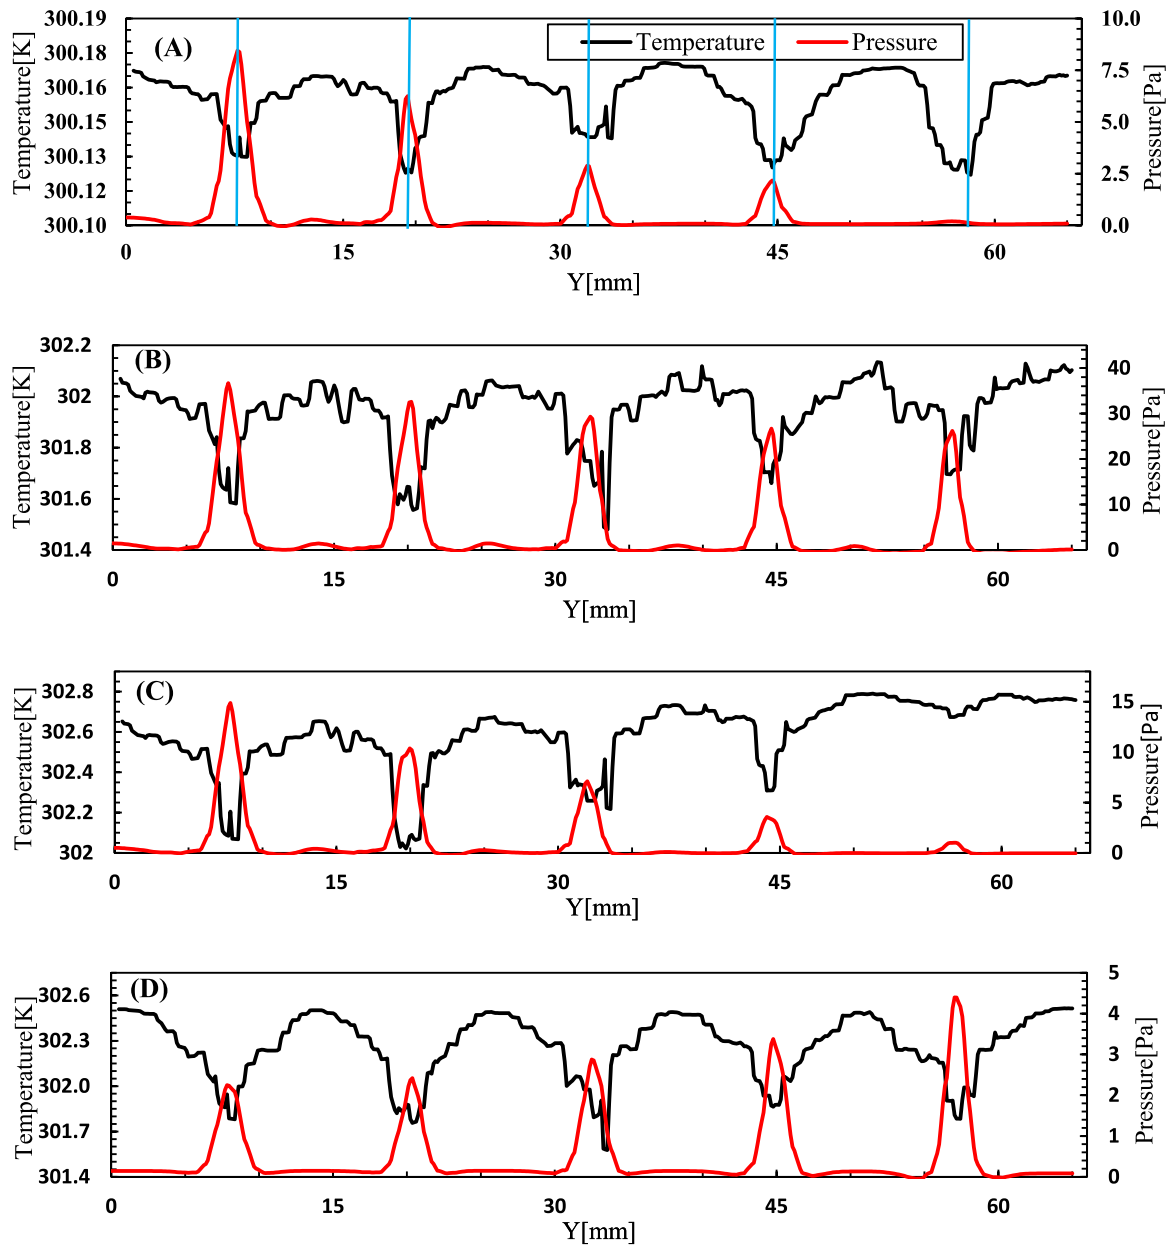 (A)
Temperature
Pressure
Temperature[K]
300.19
300.18
300.16
300.15
300.13
300.12
300.10
Pressure[Pa]
10.0
7.5
5.0
2.5
0.0
0 15 30 45 60
Y[mm]
(B)
Temperature[K]
302.2
302
301.8
301.6
301.4
Pressure[Pa]
40
30
20
10
0
0 15 30 45 60
Y[mm]
(C)
Temperature[K]
302.8
302.6
302.4
302.2
302
Pressure[Pa]
15
10
5
0
0 15 30 45 60
Y[mm]
(D)
Temperature[K]
302.6
302.3
302.0
301.7
301.4
Pressure[Pa]
5
4
3
2
1
0
0 15 30 45 60
Y[mm]